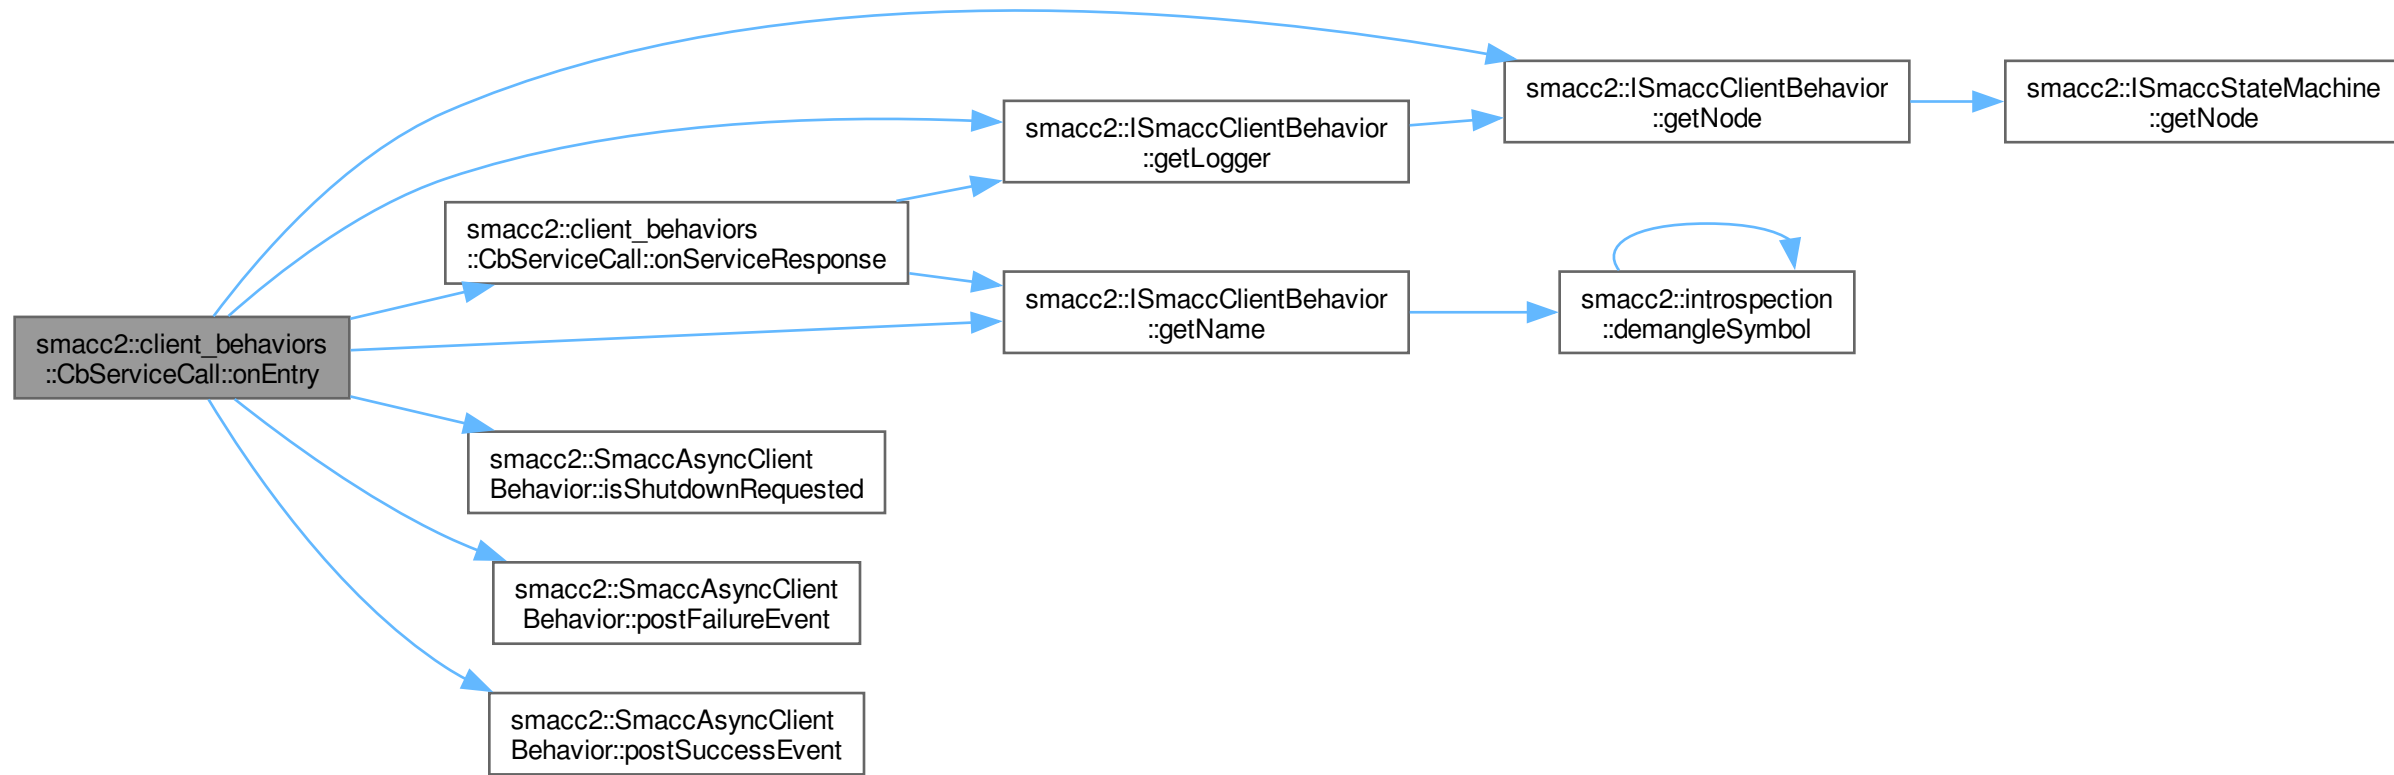 smacc2::client_behaviors
::CbServiceCall::onEntry
smacc2::client_behaviors
::CbServiceCall::onServiceResponse
smacc2::ISmaccClientBehavior
::getLogger
smacc2::ISmaccClientBehavior
::getNode
smacc2::ISmaccStateMachine
::getNode
smacc2::ISmaccClientBehavior
::getName
smacc2::introspection
::demangleSymbol
smacc2::SmaccAsyncClient
Behavior::isShutdownRequested
smacc2::SmaccAsyncClient
Behavior::postFailureEvent
smacc2::SmaccAsyncClient
Behavior::postSuccessEvent